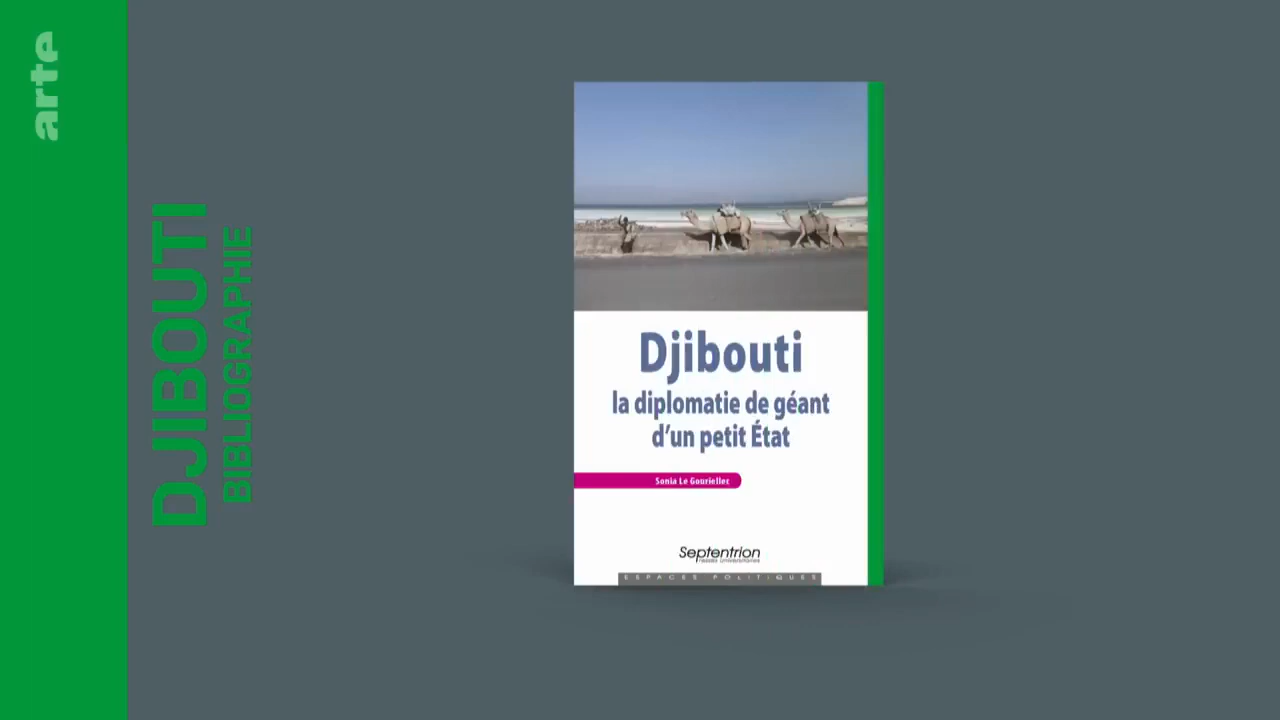 arte
DJIBOUTI
BIBLIOGRAPHIE
Djibouti
la diplomatie de géant
d'un petit État
Sonia Le Gouriellec
Septentrion
ESPACES POLITIQUES